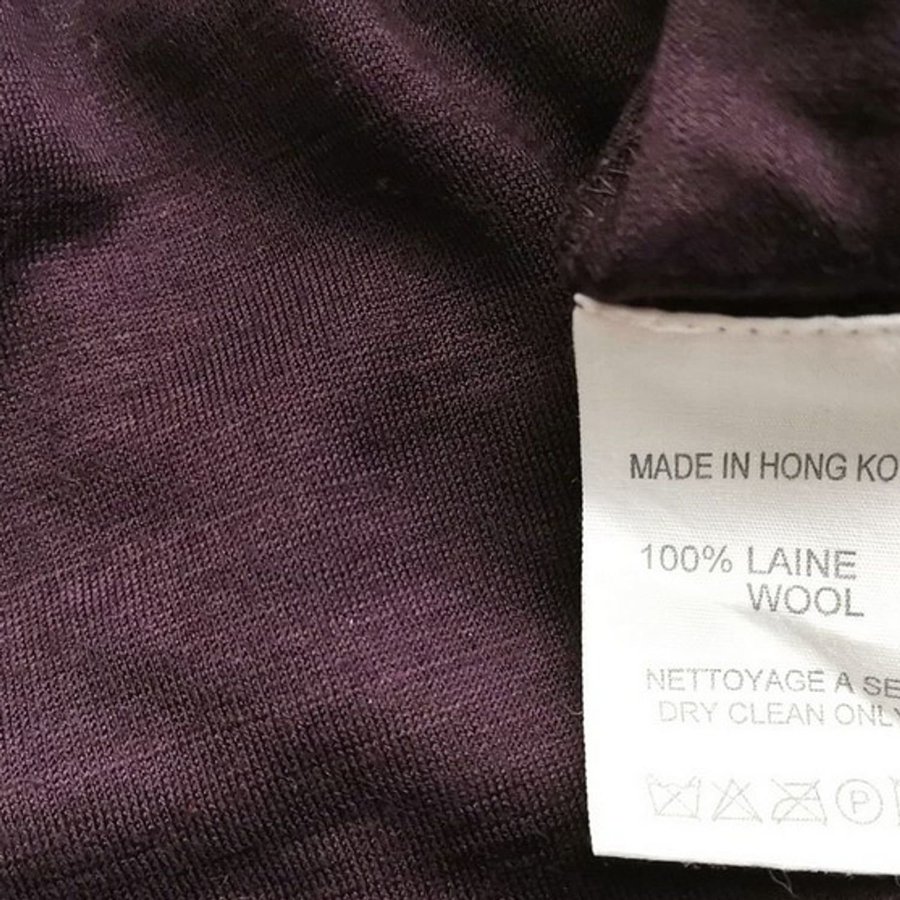 MADE IN HONG KO
100% LAINE
WOOL
NETTOYAGE A SE
DRY CLEAN ONLY
P